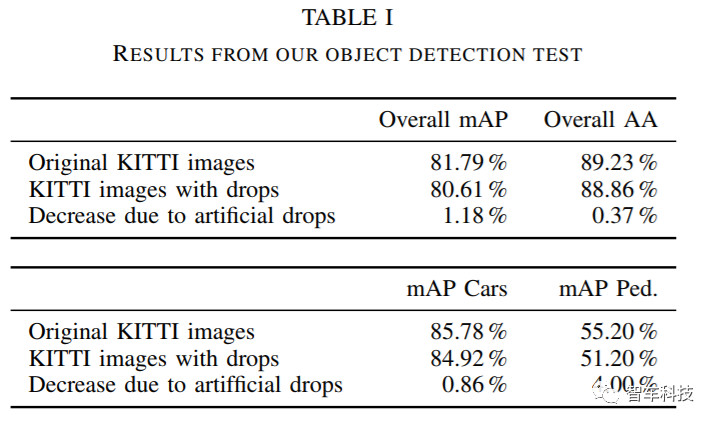 TABLE I
RESULTS FROM OUR OBJECT DETECTION TEST
Overall mAP Overall AA
Original KITTI images 81.79 % 89.23 %
KITTI images with drops 80.61 % 88.86 %
Decrease due to artificial drops 1.18 % 0.37 %
mAP Cars mAP Ped.
Original KITTI images 85.78 % 55.20 %
KITTI images with drops 84.92 % 51.20 %
Decrease due to artifficial drops 0.86 % 4.00 %
智车科技